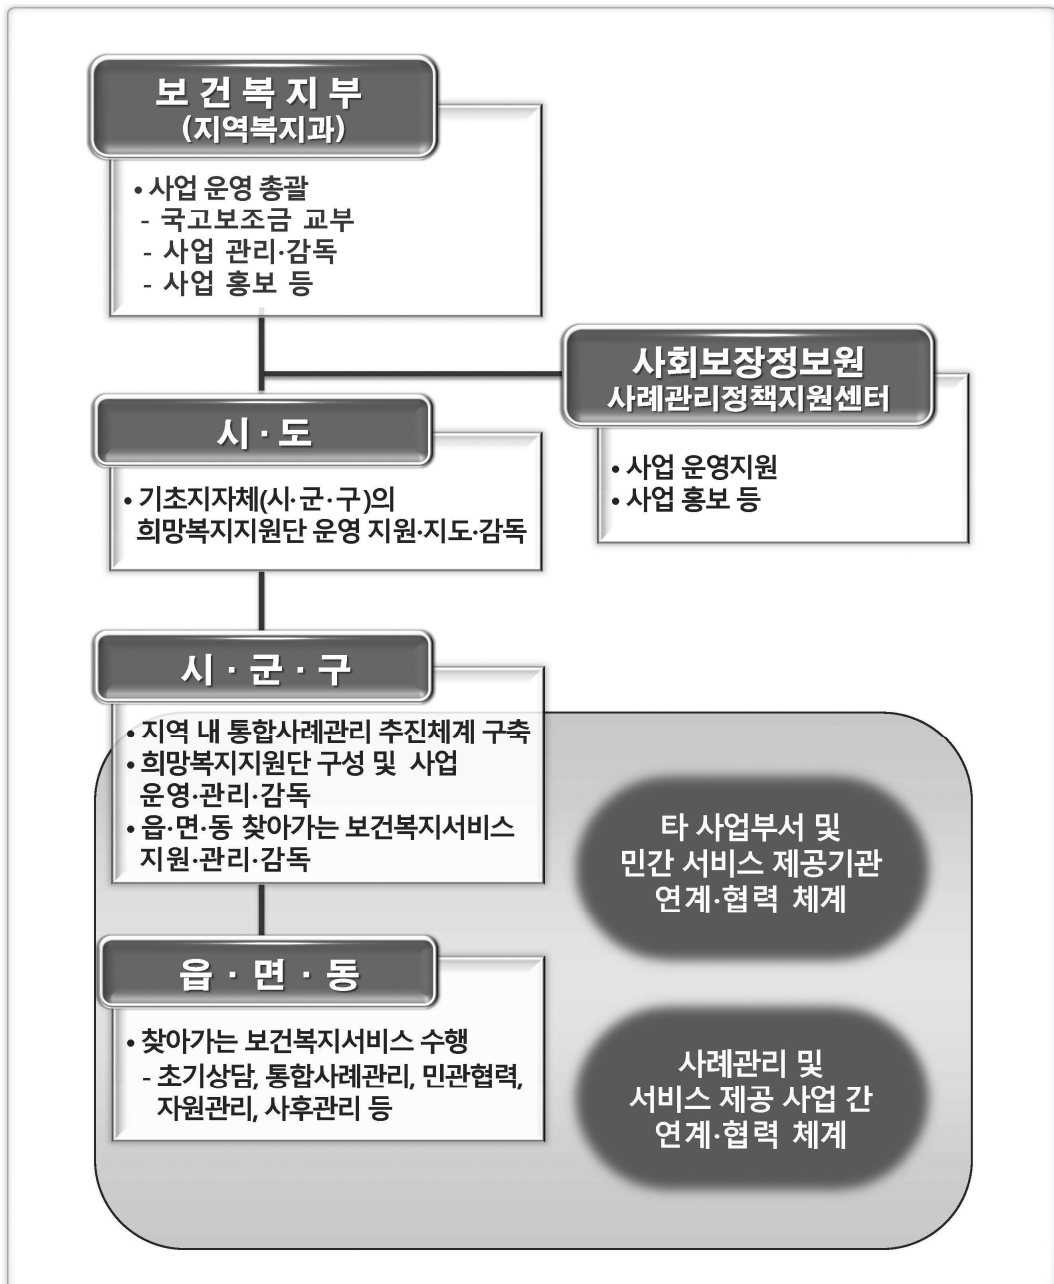 보 건 복 지 부
(지역복지과)
• 사업 운영 총괄
- 국고보조금 교부
- 사업 관리·감독
- 사업 홍보 등
사회보장정보원
사례관리정책지원센터
• 사업 운영지원
• 사업 홍보 등
시 · 도
• 기초지자체(시·군·구)의
희망복지지원단 운영 지원·지도·감독
시 · 군 · 구
• 지역 내 통합사례관리 추진체계 구축
• 희망복지지원단 구성 및 사업
운영·관리·감독
• 읍·면·동 찾아가는 보건복지서비스
지원·관리·감독
타 사업부서 및
민간 서비스 제공기관
연계·협력 체계
읍 · 면 · 동
• 찾아가는 보건복지서비스 수행
- 초기상담, 통합사례관리, 민관협력,
자원관리, 사후관리 등
사례관리 및
서비스 제공 사업 간
연계·협력 체계